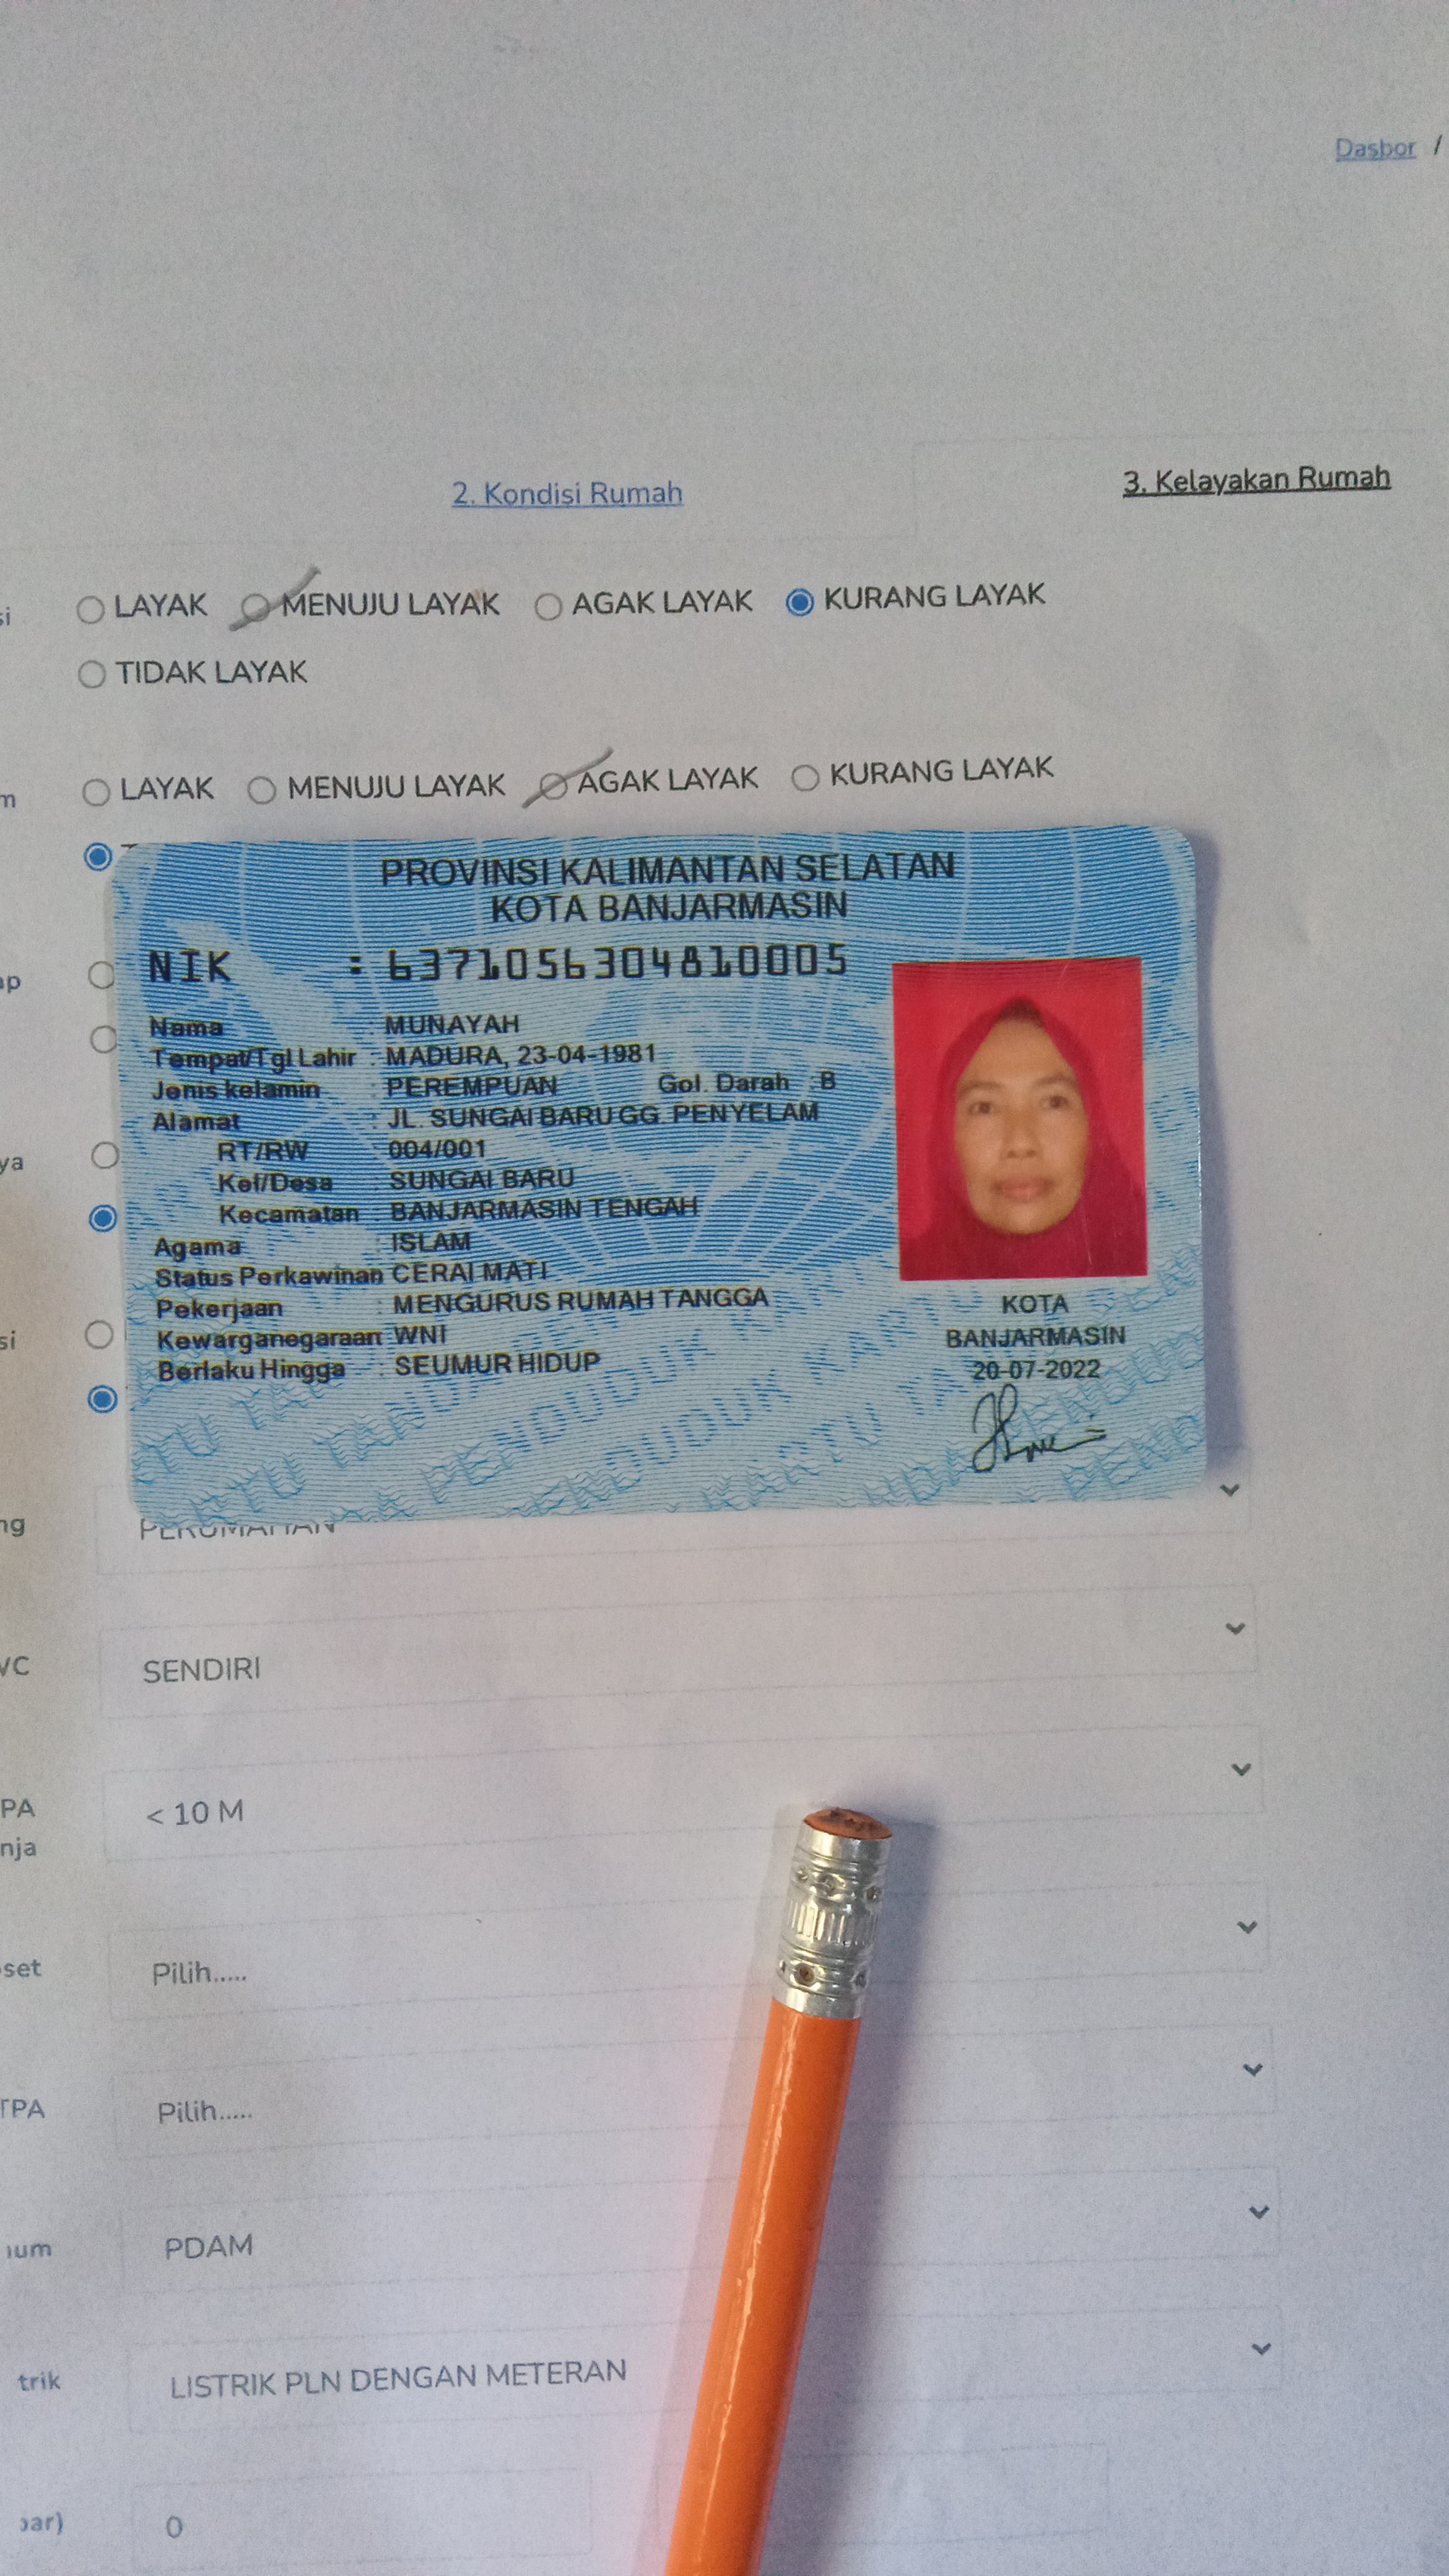 Dasbor /
2. Kondisi Rumah
3. Kelayakan Rumah
si LAYAK MENUJU LAYAK AGAK LAYAK KURANG LAYAK
TIDAK LAYAK
m LAYAK MENUJU LAYAK AGAK LAYAK KURANG LAYAK
PROVINSI KALIMANTAN SELATAN
KOTA BANJARMASIN
NIK : 6371056304810005
Nama : MUNAYAH
Tempat/Tgl Lahir : MADURA, 23-04-1981
Jenis kelamin : PEREMPUAN Gol. Darah : B
Alamat : JL. SUNGAI BARU GG. PENYELAM
RT/RW : 004/001
Kel/Desa : SUNGAI BARU
Kecamatan : BANJARMASIN TENGAH
Agama : ISLAM
Status Perkawinan CERAI MATI
Pekerjaan : MENGURUS RUMAH TANGGA
Kewarganegaraan WNI
Berlaku Hingga : SEUMUR HIDUP
KOTA
BANJARMASIN
20-07-2022
ap
ya
si
ng PERUMAHAN
WC SENDIRI
PA < 10 M
nja
oset Pilih.....
TPA Pilih.....
num PDAM
trik LISTRIK PLN DENGAN METERAN
bar) 0